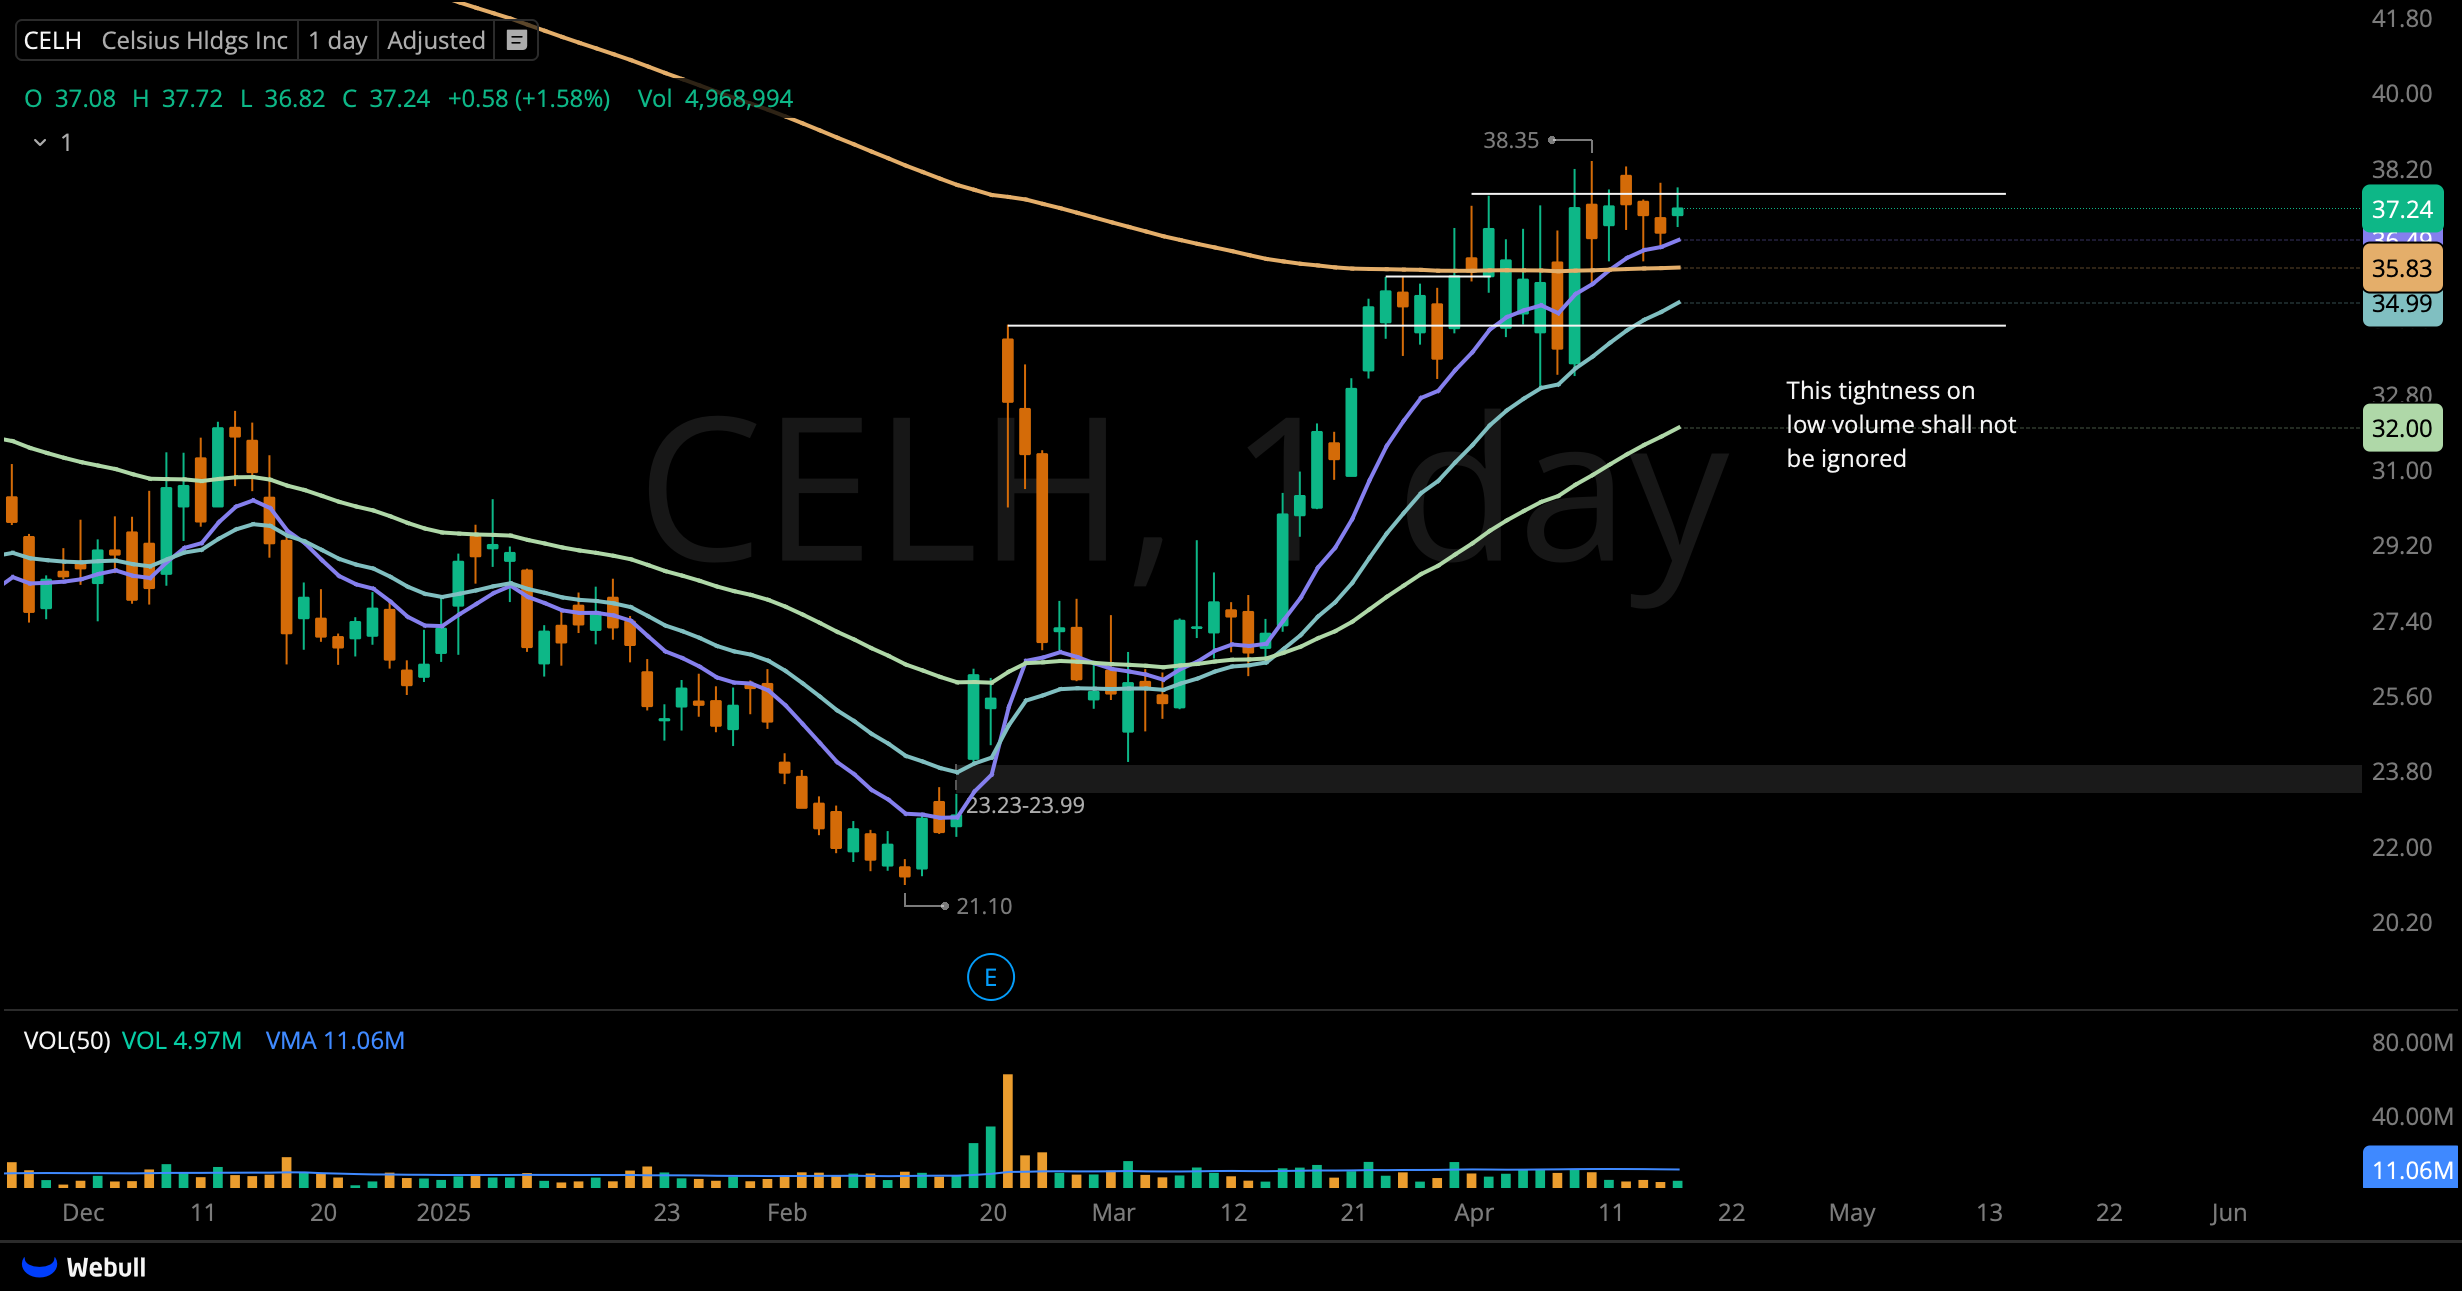 CELH Celsius Hldgs Inc 1 day Adjusted
O 37.08 H 37.72 L 36.82 C 37.24 +0.58 (+1.58%) Vol 4,968,994
1
41.80
40.00
38.35
38.20
37.24
36.49
35.83
34.99
32.80
This tightness on
low volume shall not
be ignored
32.00
31.00
CELH, 1 day
29.20
27.40
25.60
23.80
23.23-23.99
22.00
21.10
20.20
E
VOL(50) VOL 4.97M VMA 11.06M
80.00M
40.00M
11.06M
Dec 11 20 2025 23 Feb 20 Mar 12 21 Apr 11 22 May 13 22 Jun
Webull